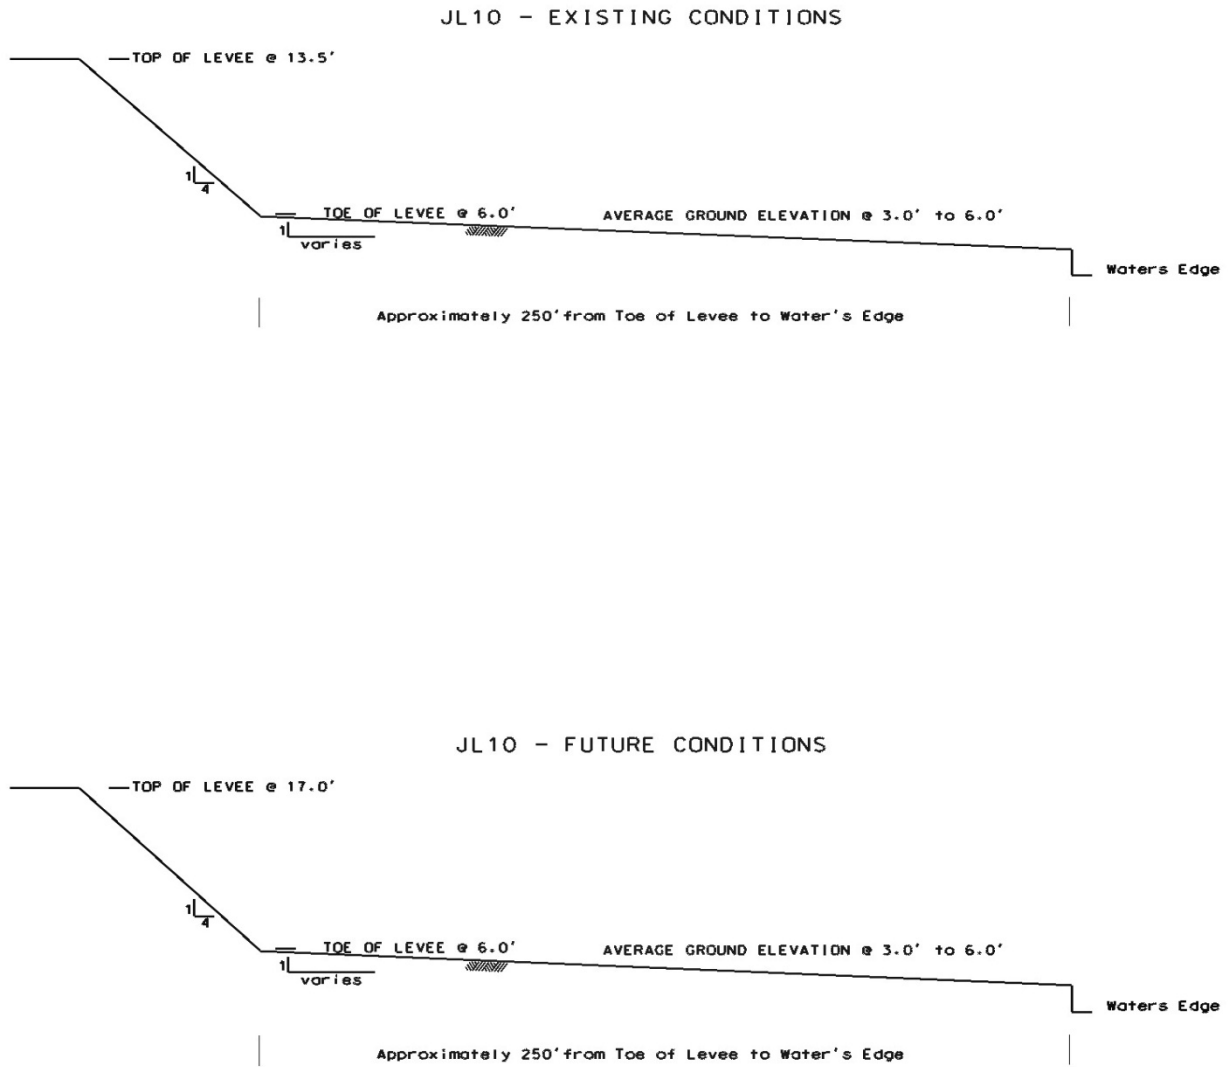 JL10 - EXISTING CONDITIONS
TOP OF LEVEE @ 13.5'
1
4
TOE OF LEVEE @ 6.0' AVERAGE GROUND ELEVATION @ 3.0' to 6.0'
1
varies
Waters Edge
Approximately 250'from Toe of Levee to Water's Edge
JL10 - FUTURE CONDITIONS
TOP OF LEVEE @ 17.0'
1
4
TOE OF LEVEE @ 6.0' AVERAGE GROUND ELEVATION @ 3.0' to 6.0'
1
varies
Waters Edge
Approximately 250'from Toe of Levee to Water's Edge